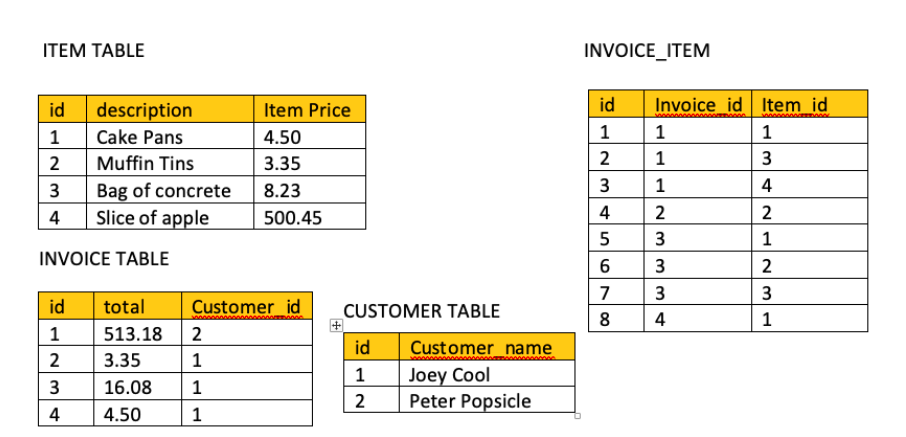 ITEM TABLE
id description Item Price
1 Cake Pans 4.50
2 Muffin Tins 3.35
3 Bag of concrete 8.23
4 Slice of apple 500.45
INVOICE TABLE
id total Customer_id
1 513.18 2
2 3.35 1
3 16.08 1
4 4.50 1
CUSTOMER TABLE
id Customer_name
1 Joey Cool
2 Peter Popsicle
INVOICE_ITEM
id Invoice_id Item_id
1 1 1
2 1 3
3 1 4
4 2 2
5 3 1
6 3 2
7 3 3
8 4 1